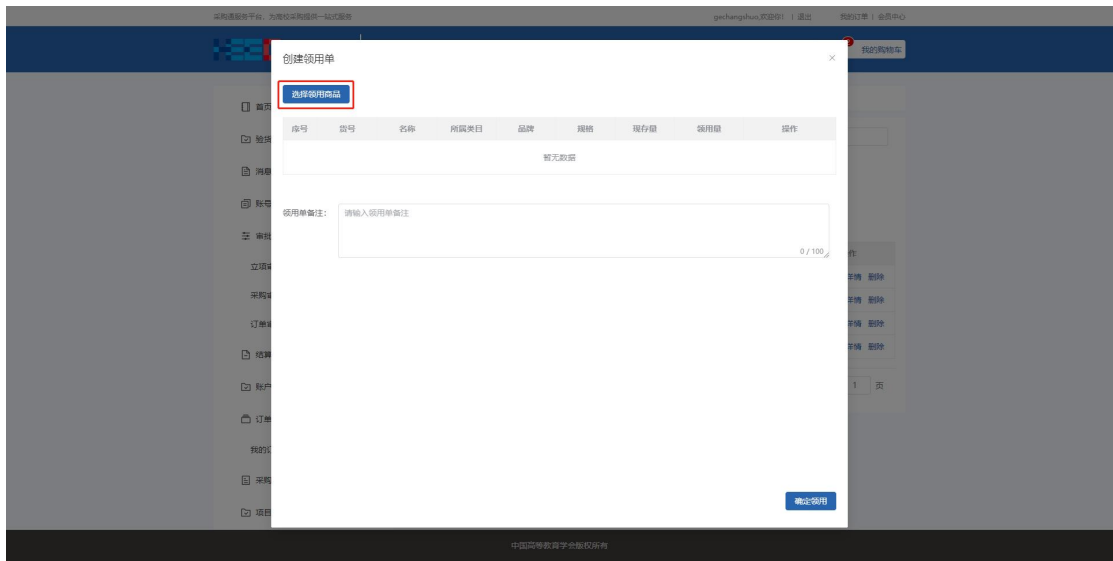 采购通服务平台，为高校采购提供一站式服务
gaohangshuo,欢迎你! | 退出 我的订单 | 会员中心
我的购物车
创建领用单
选择领用商品
序号 货号 名称 所属类目 品牌 规格 现存量 领用量 操作
暂无数据
领用单备注: 请输入领用单备注
0 / 100
首页
验货
消息
账号
审批
立项审
采购审
订单审
结算
账户
订单
我的订
采购
项目
作
详情 删除
详情 删除
详情 删除
详情 删除
1 页
确定领用
中国高等教育学会版权所有